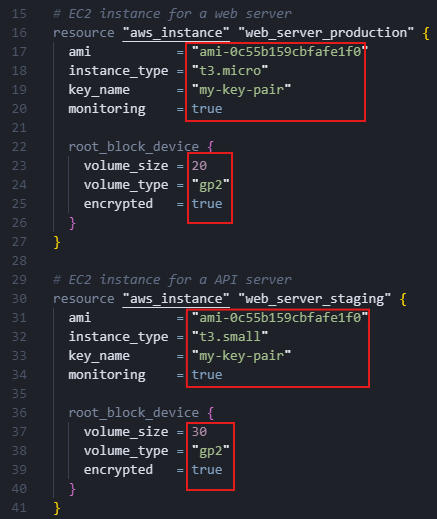 15 # EC2 instance for a web server
16 resource "aws_instance" "web_server_production" {
17 ami = "ami-0c55b159cbfafe1f0"
18 instance_type = "t3.micro"
19 key_name = "my-key-pair"
20 monitoring = true
21
22 root_block_device {
23 volume_size = 20
24 volume_type = "gp2"
25 encrypted = true
26 }
27 }
28
29 # EC2 instance for a API server
30 resource "aws_instance" "web_server_staging" {
31 ami = "ami-0c55b159cbfafe1f0"
32 instance_type = "t3.small"
33 key_name = "my-key-pair"
34 monitoring = true
35
36 root_block_device {
37 volume_size = 30
38 volume_type = "gp2"
39 encrypted = true
40 }
41 }